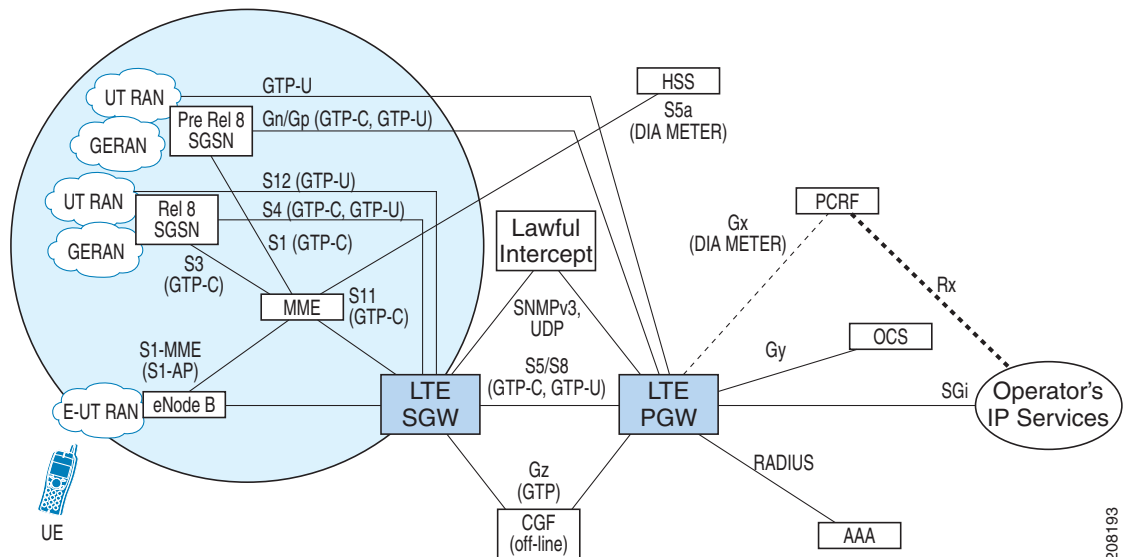 GTP-U
HSS
UT RAN
S5a
(DIA METER)
Pre Rel 8
SGSN
Gn/Gp (GTP-C, GTP-U)
GERAN
S12 (GTP-U)
UT RAN
Rel 8
SGSN
S4 (GTP-C, GTP-U)
PCRF
Gx
(DIA METER)
Lawful
Intercept
S1 (GTP-C)
GERAN
S3
(GTP-C)
Rx
MME
S11
(GTP-C)
SNMPv3,
UDP
OCS
Gy
S1-MME
(S1-AP)
S5/S8
(GTP-C, GTP-U)
LTE
SGW
LTE
PGW
SGi
Operator's
IP Services
E-UT RAN
eNode B
RADIUS
Gz
(GTP)
UE
CGF
(off-line)
AAA
208193